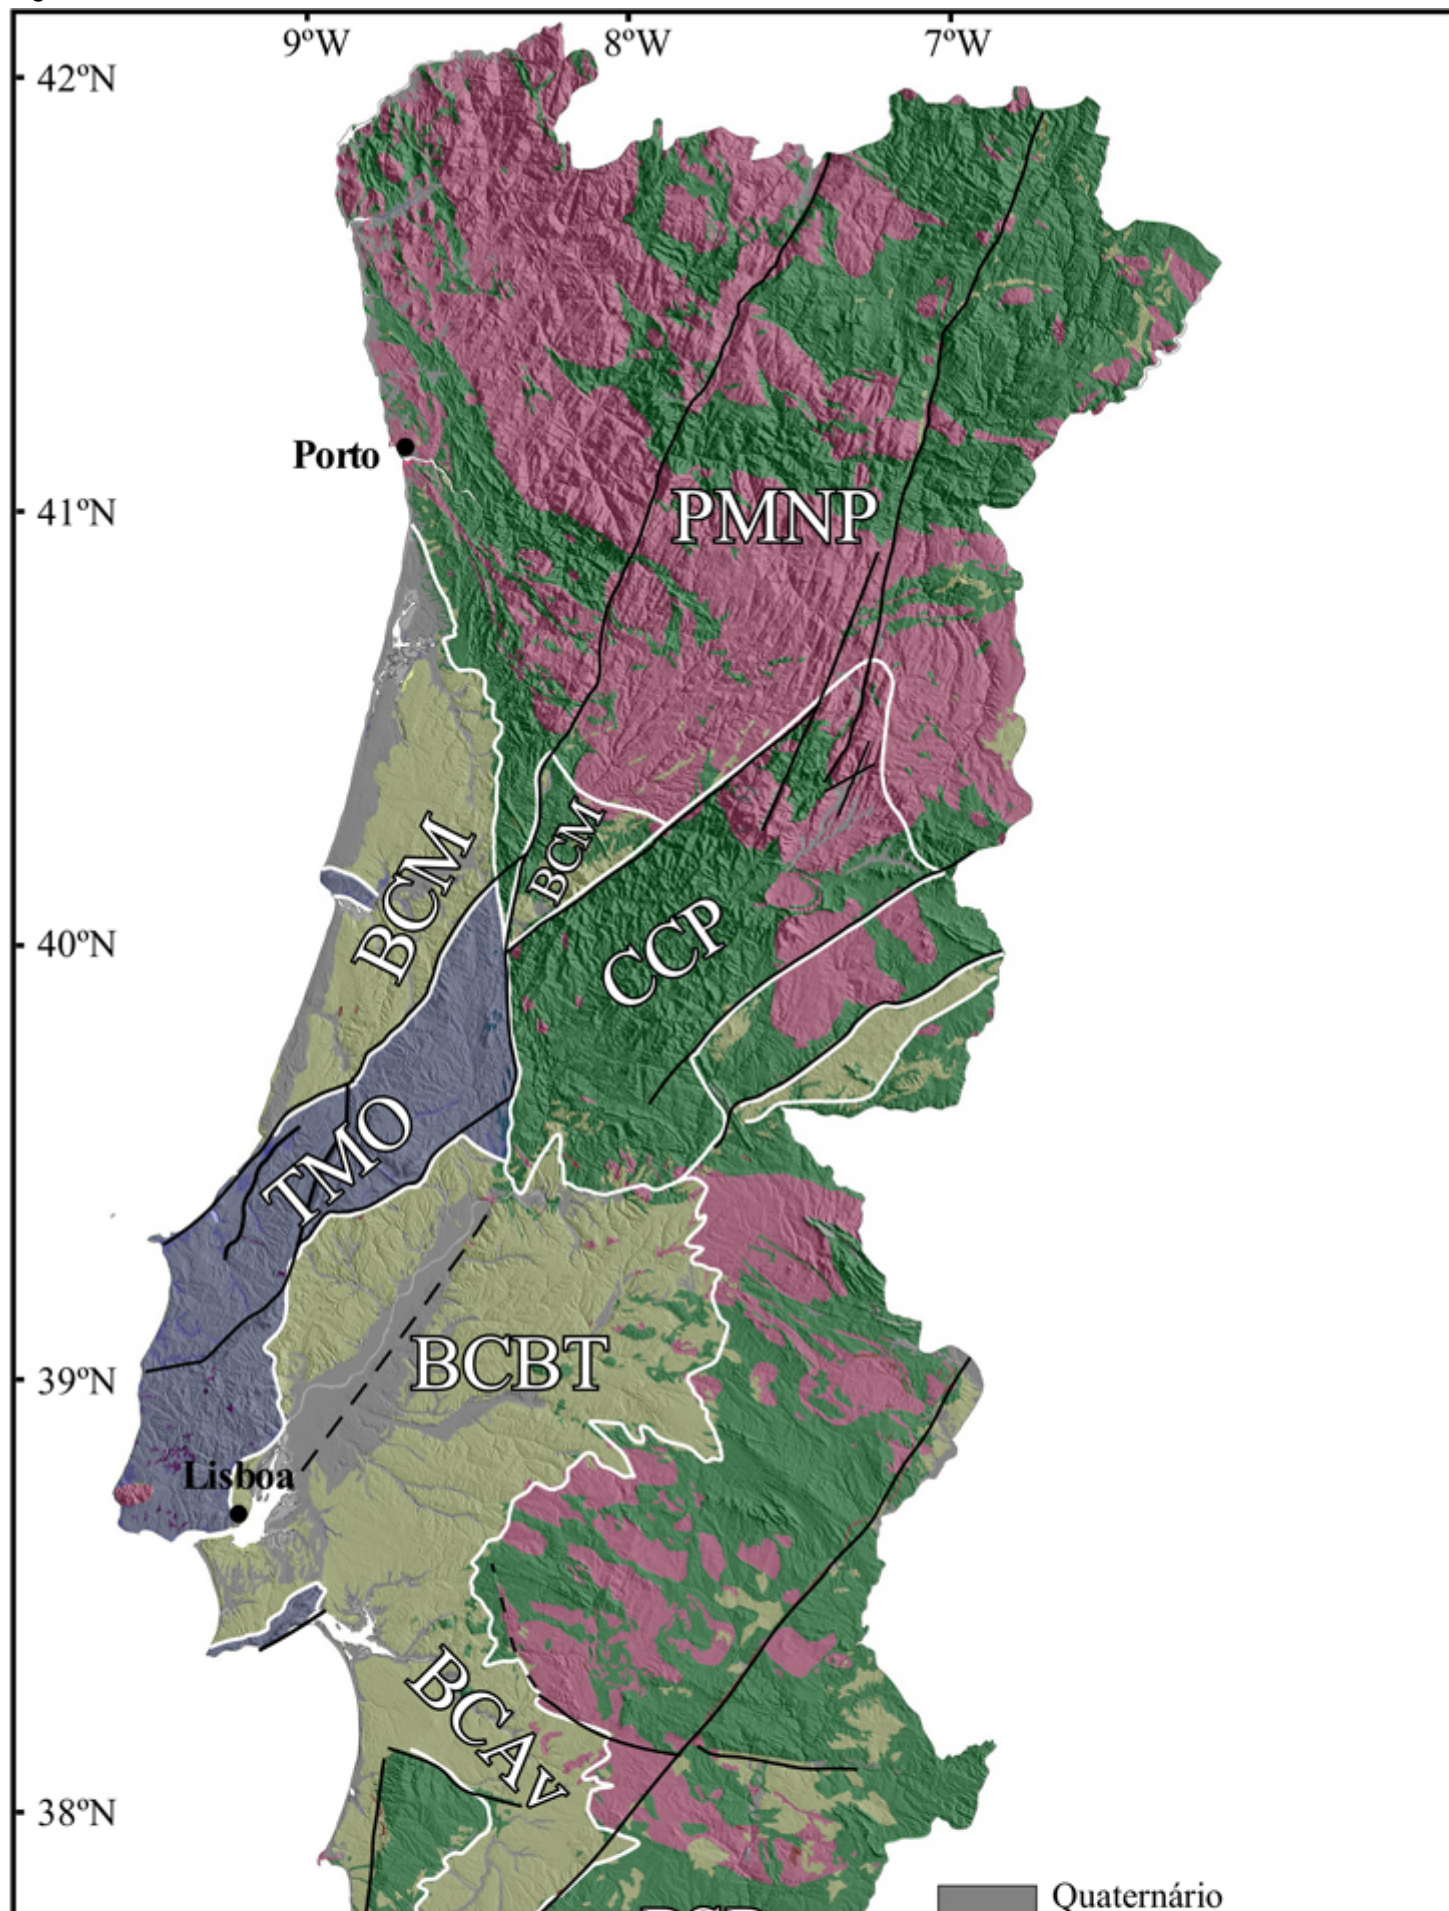 9ºW
8ºW
7ºW
42ºN
Porto
41ºN
PMNP
BCM
BCM
40ºN
CCP
TMO
BCBT
39ºN
Lisboa
BCAv
38ºN
Quaternário